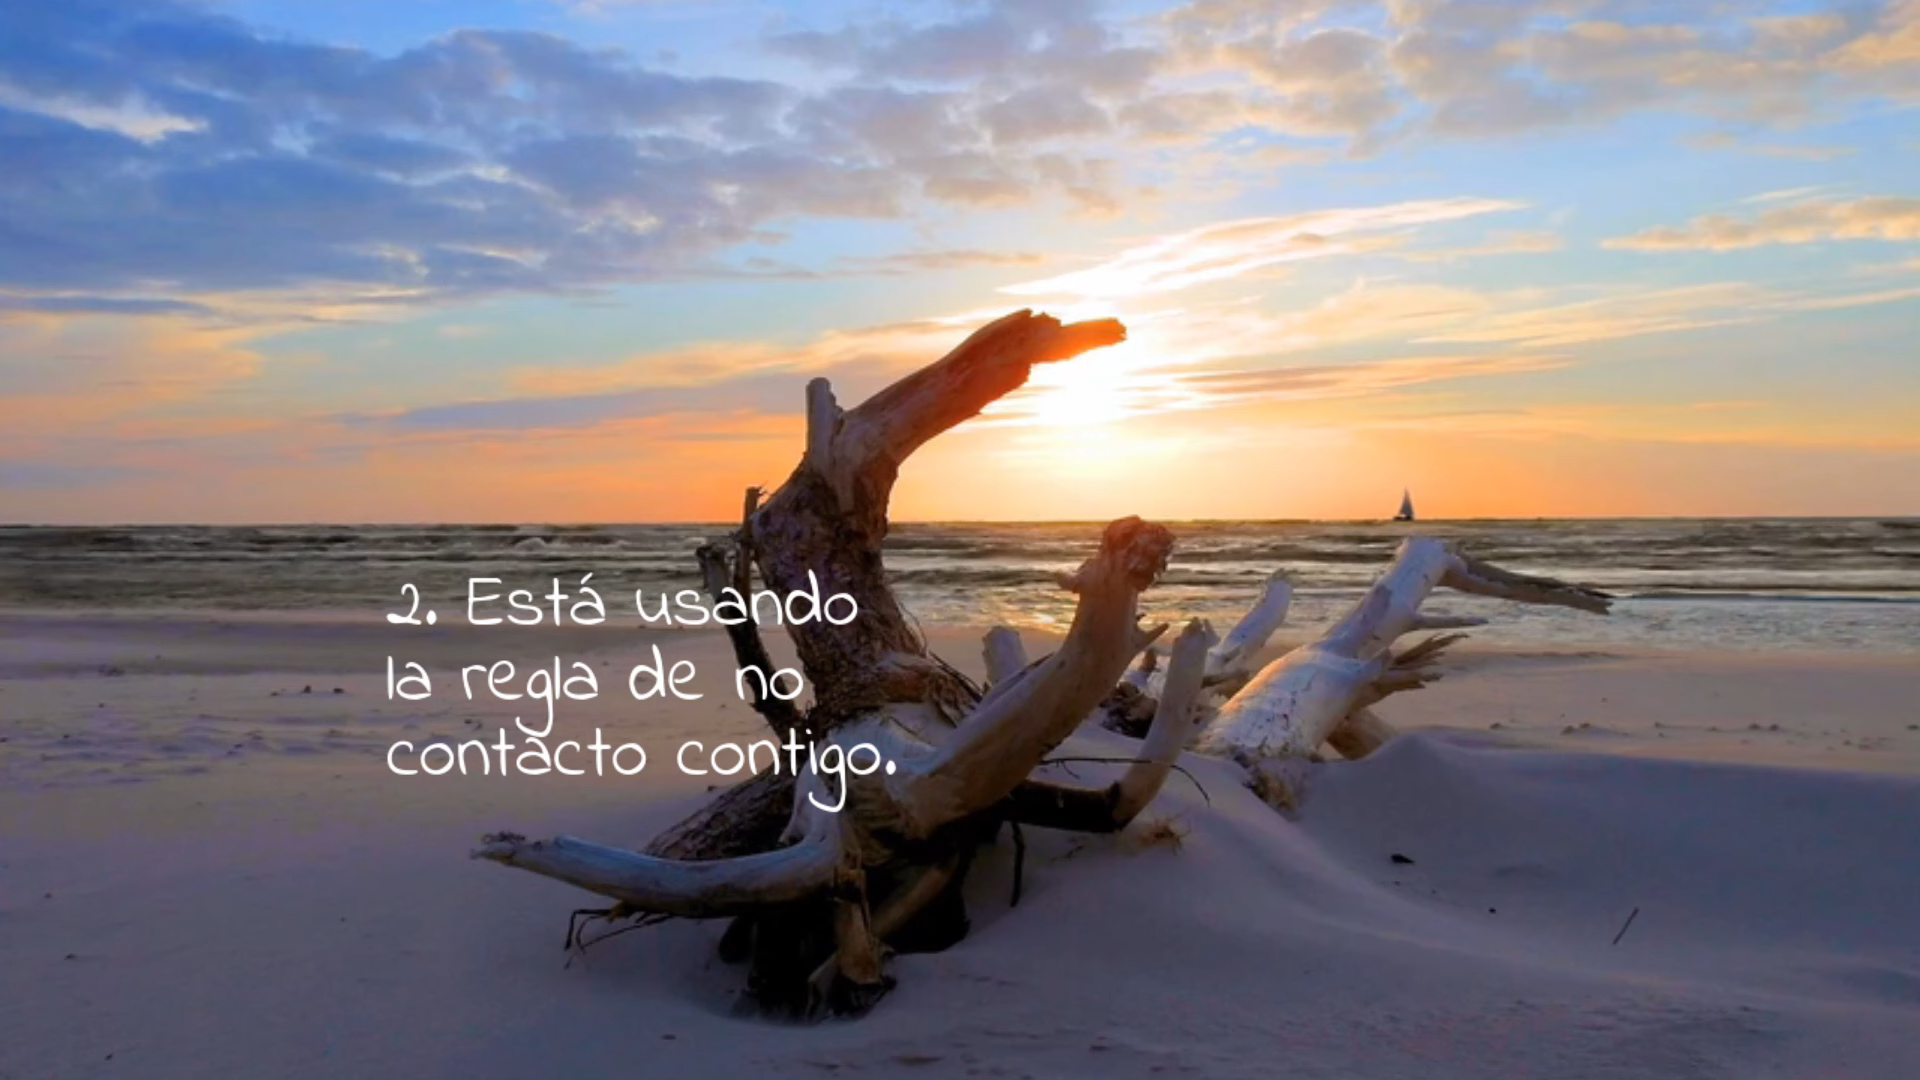 2. Está usando
la regla de no
contacto contigo.